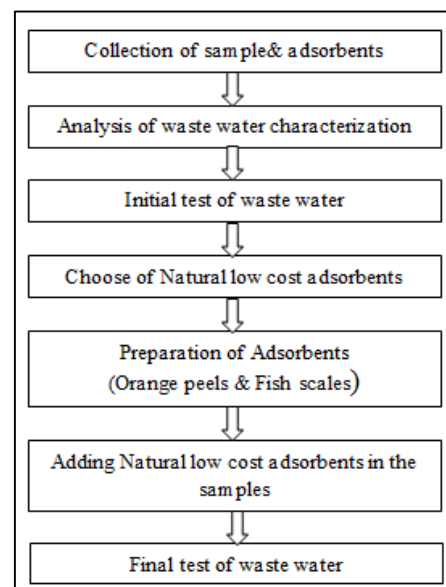 Collection of sample& adsorbents
Analysis of waste water characterization
Initial test of waste water
Choose of Natural low cost adsorbents
Preparation of Adsorbents
(Orange peels & Fish scales)
Adding Natural low cost adsorbents in the
samples
Final test of waste water